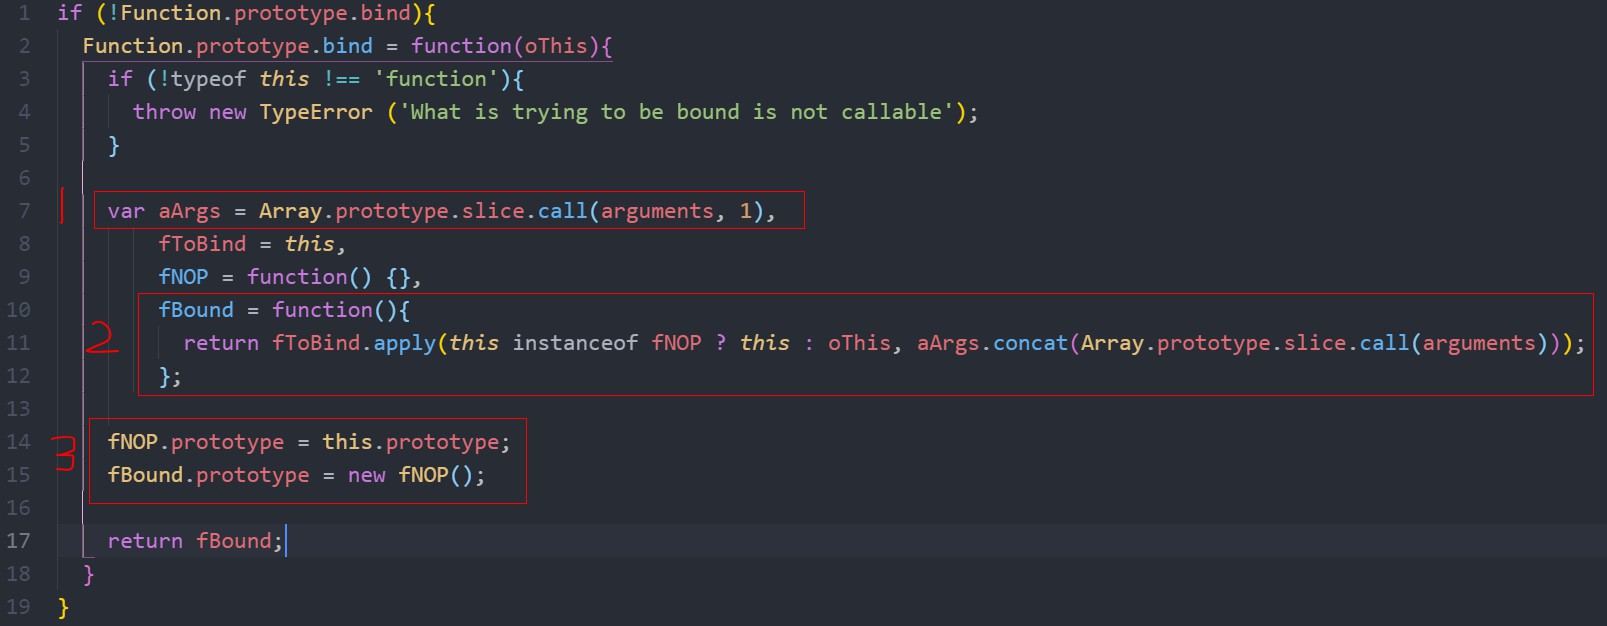 1 if (!Function.prototype.bind){
2 Function.prototype.bind = function(oThis){
3 if (!typeof this !== 'function'){
4 throw new TypeError ('What is trying to be bound is not callable');
5 }
6
1
7 var aArgs = Array.prototype.slice.call(arguments, 1),
8 fToBind = this,
9 fNOP = function() {},
10 fBound = function(){
2
11 return fToBind.apply(this instanceof fNOP ? this : oThis, aArgs.concat(Array.prototype.slice.call(arguments)));
12 };
13
14 fNOP.prototype = this.prototype;
3
15 fBound.prototype = new fNOP();
16
17 return fBound;
18 }
19 }